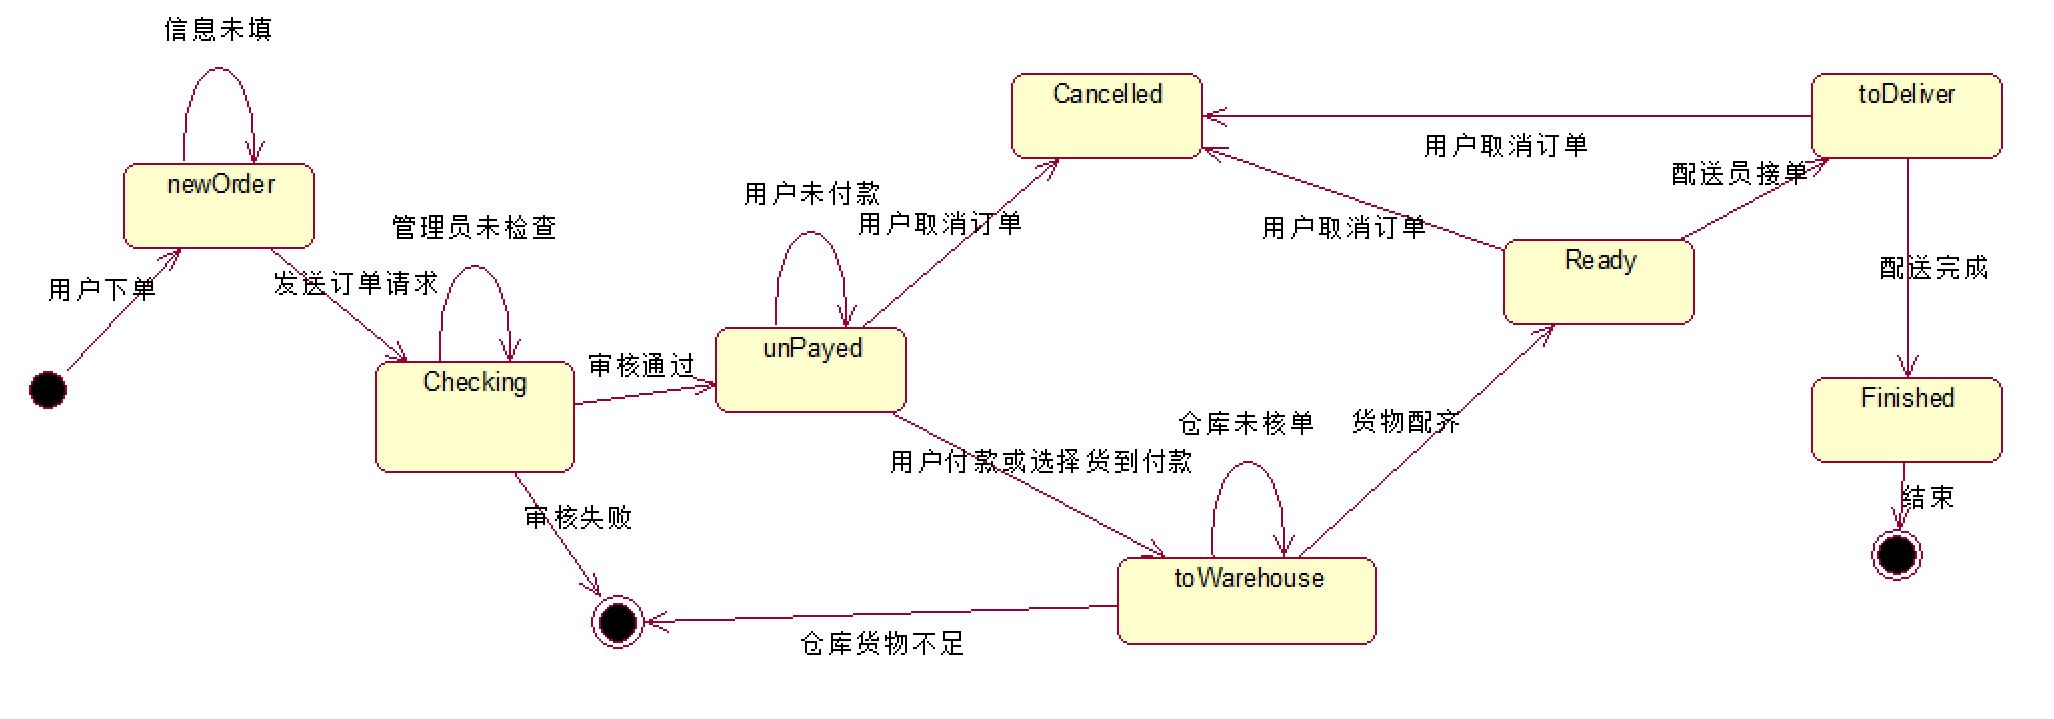 信息未填
newOrder
用户下单
发送订单请求
管理员未检查
Checking
审核通过
审核失败
用户未付款
unPayed
用户取消订单
Cancelled
用户付款或选择货到付款
仓库未核单
toWarehouse
仓库货物不足
货物配齐
Ready
用户取消订单
配送员接单
toDeliver
用户取消订单
配送完成
Finished
结束